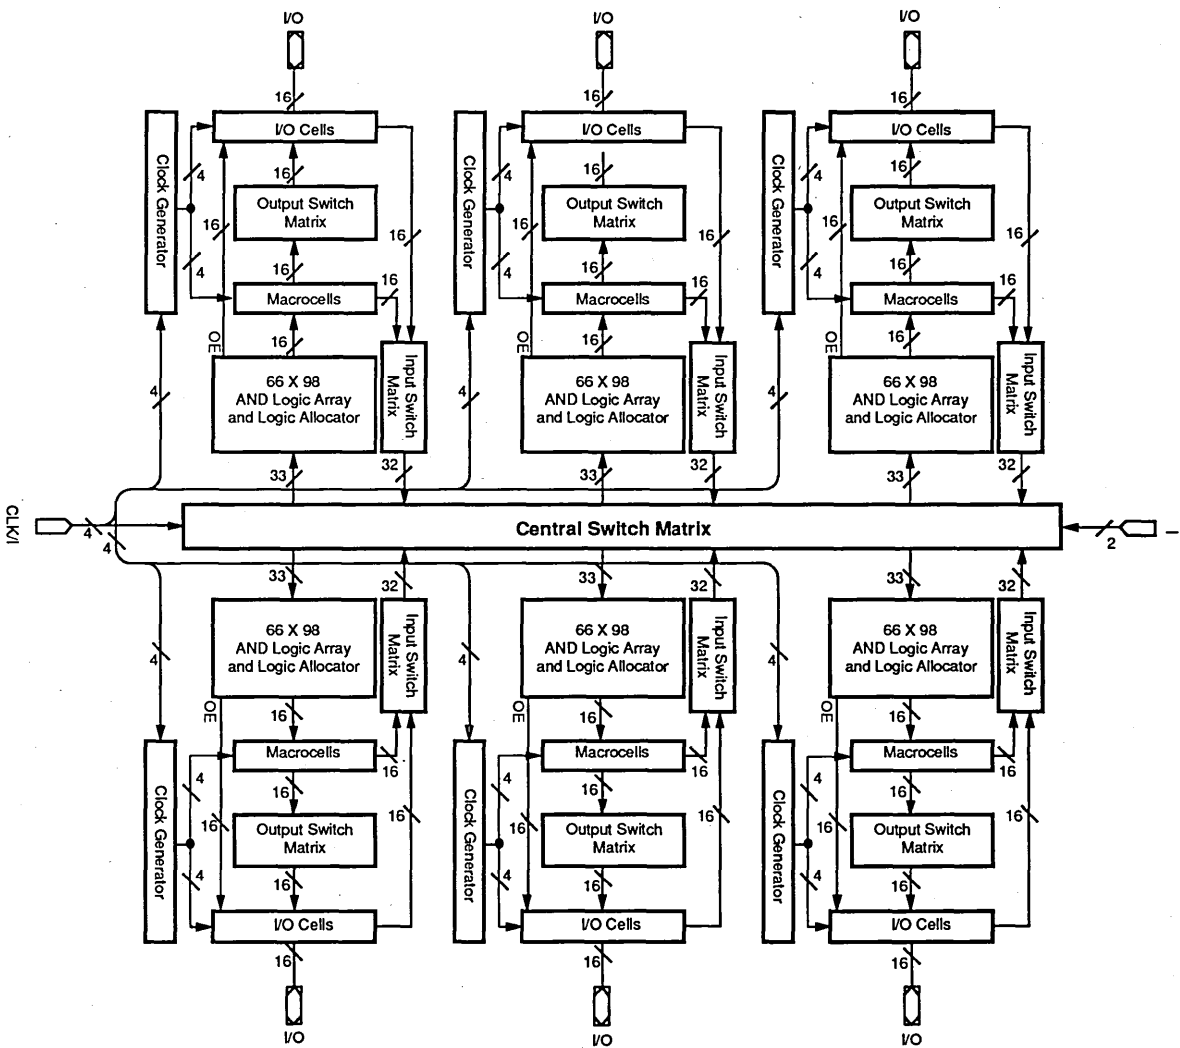 I/O
I/O
I/O
16
16
16
I/O Cells
I/O Cells
I/O Cells
Clock Generator
4
16
Output Switch
Matrix
16
16
4
16
Macrocells
16
OE
16
66 X 98
AND Logic Array
and Logic Allocator
Input Switch
Matrix
4
33
32
Clock Generator
4
16
Output Switch
Matrix
16
16
4
16
Macrocells
16
OE
16
66 X 98
AND Logic Array
and Logic Allocator
Input Switch
Matrix
4
33
32
Clock Generator
4
16
Output Switch
Matrix
16
16
4
16
Macrocells
16
OE
16
66 X 98
AND Logic Array
and Logic Allocator
Input Switch
Matrix
4
33
32
CLK/I
4
4
Central Switch Matrix
2
I
33
32
66 X 98
AND Logic Array
and Logic Allocator
Input Switch
Matrix
4
OE
16
Macrocells
16
Clock Generator
4
16
16
16
Output Switch
Matrix
4
16
I/O Cells
16
I/O
33
32
66 X 98
AND Logic Array
and Logic Allocator
Input Switch
Matrix
4
OE
16
Macrocells
16
Clock Generator
4
16
16
16
Output Switch
Matrix
4
16
I/O Cells
16
I/O
33
32
66 X 98
AND Logic Array
and Logic Allocator
Input Switch
Matrix
4
OE
16
Macrocells
16
Clock Generator
4
16
16
16
Output Switch
Matrix
4
16
I/O Cells
16
I/O